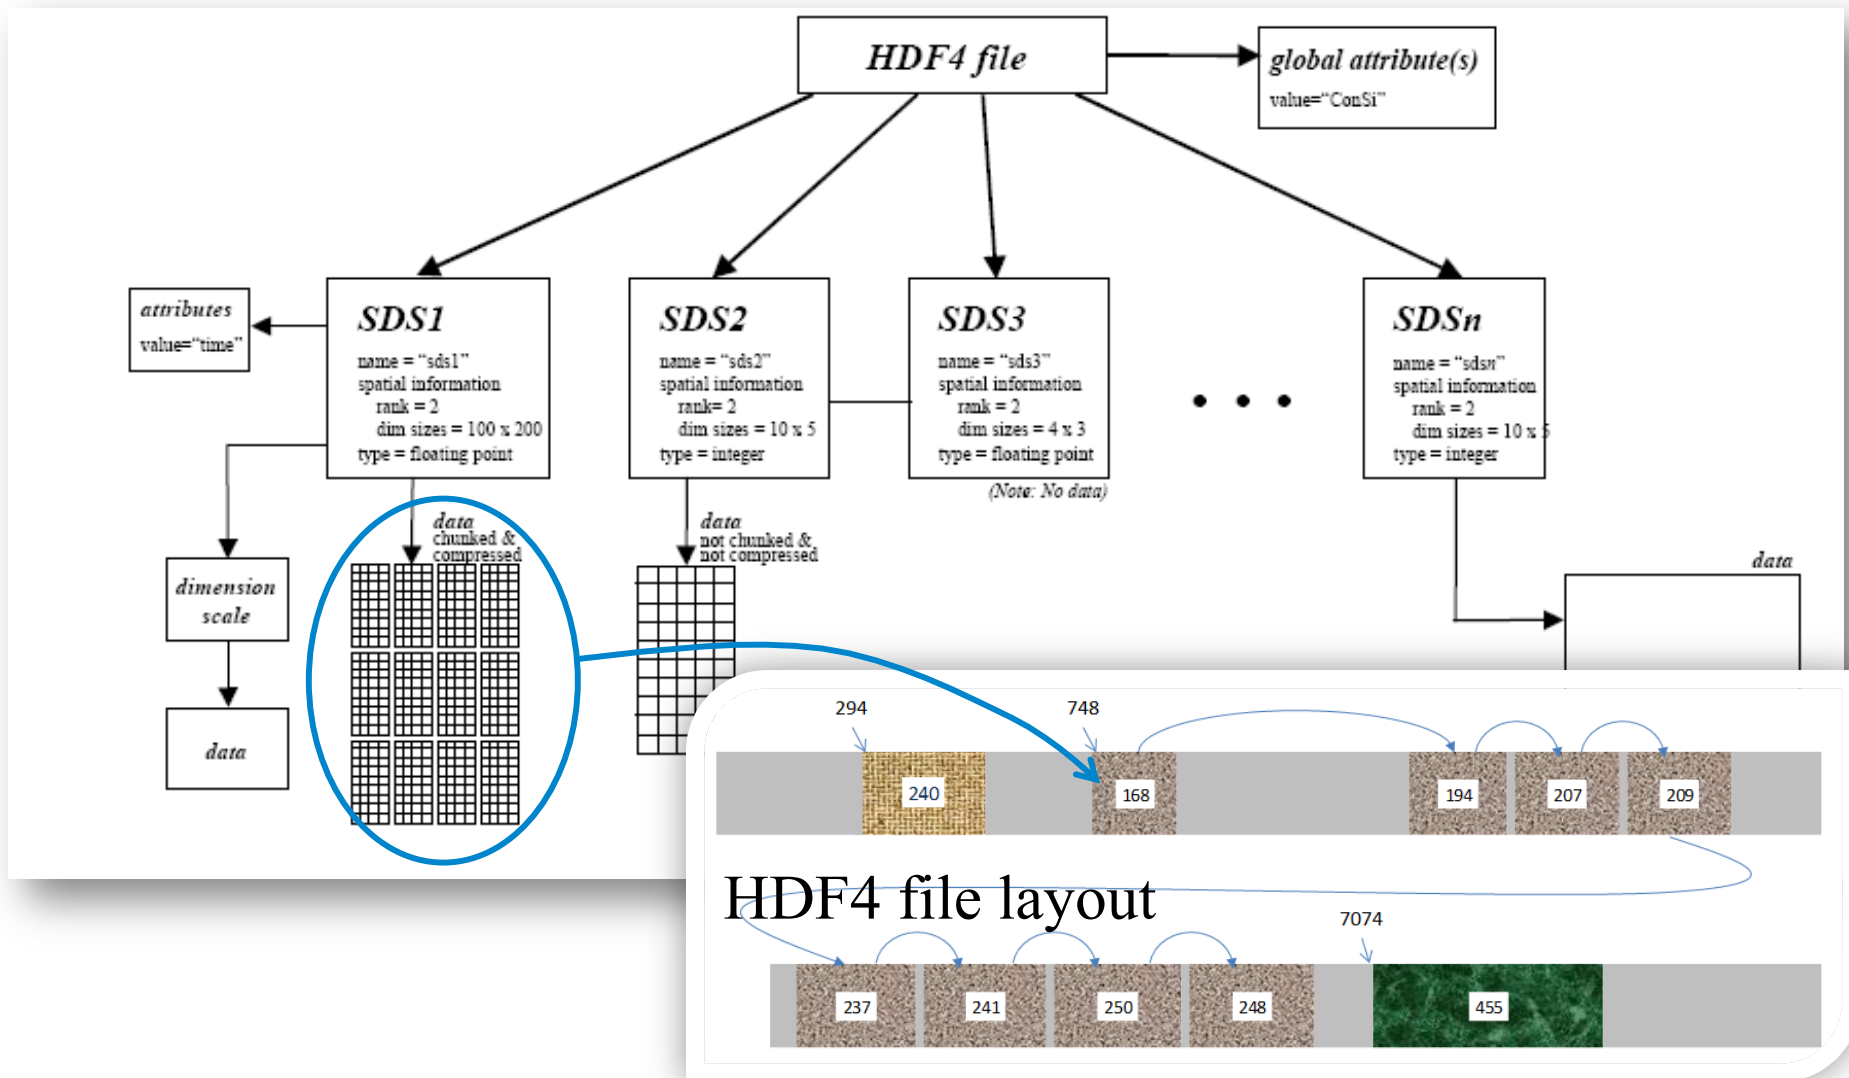 HDF4 file
global attribute(s)
value=“ConSi”
attributes
value=“time”
SDS1
name = “sds1”
spatial information
rank = 2
dim sizes = 100 x 200
type = floating point
SDS2
name = “sds2”
spatial information
rank= 2
dim sizes = 10 x 5
type = integer
SDS3
name = “sds3”
spatial information
rank = 2
dim sizes = 4 x 3
type = floating point
(Note: No data)
• • •
SDSn
name = “sdsn”
spatial information
rank = 2
dim sizes = 10 x 5
type = integer
data
chunked &
compressed
data
not chunked &
not compressed
data
dimension
scale
data
294
748
240
168
194
207
209
HDF4 file layout
7074
237
241
250
248
455